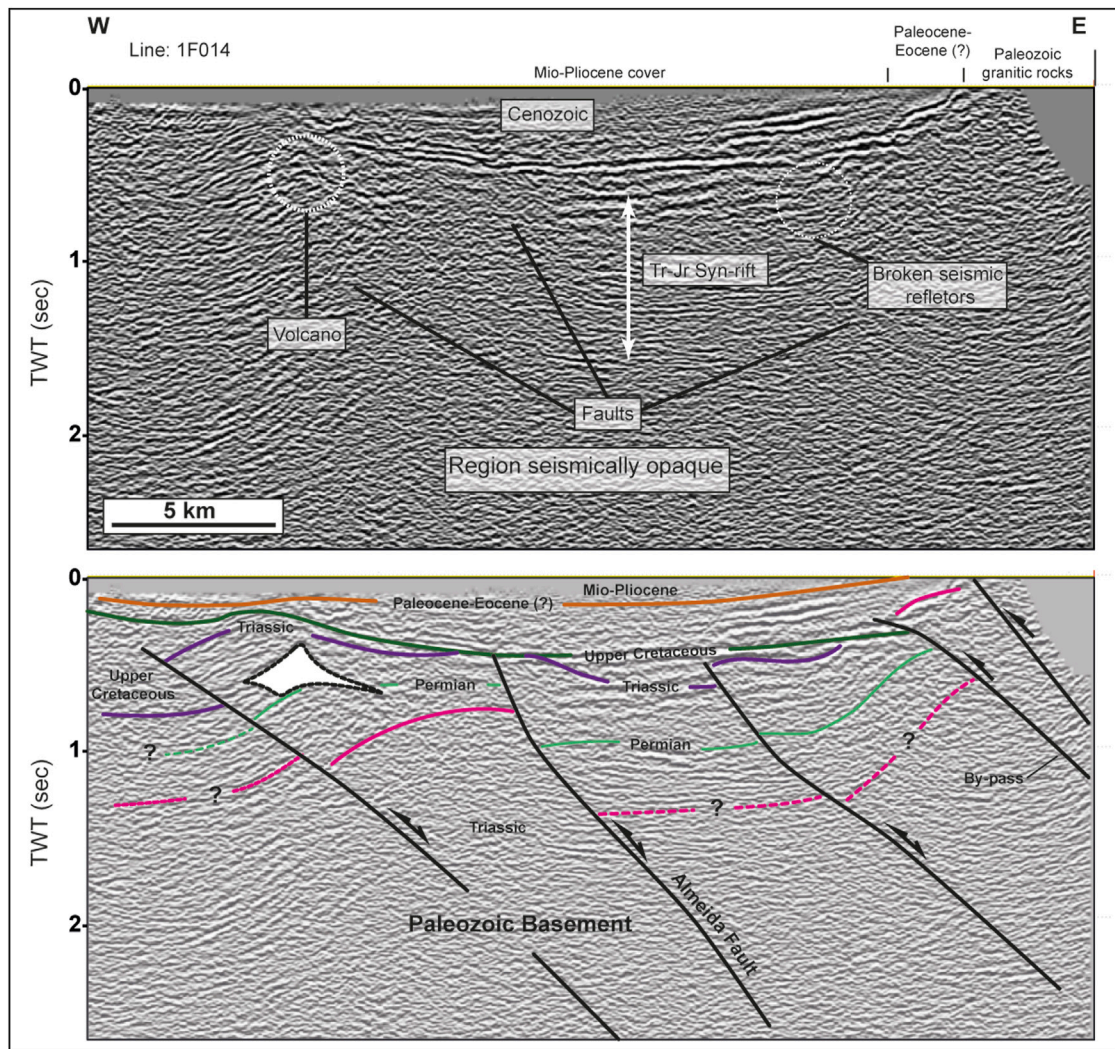 W
E
Line: 1F014
Paleocene-
Eocene (?)
Paleozoic
granitic rocks
Mio-Pliocene cover
0
Cenozoic
1
Tr-Jr Syn-rift
Broken seismic
refletors
Volcano
TWT (sec)
Faults
2
Region seismically opaque
5 km
0
Mio-Pliocene
Paleocene-Eocene (?)
Triassic
Upper Cretaceous
Upper
Cretaceous
Permian
Triassic
?
Permian
?
1
?
?
By-pass
TWT (sec)
Triassic
Almeida Fault
2
Paleozoic Basement